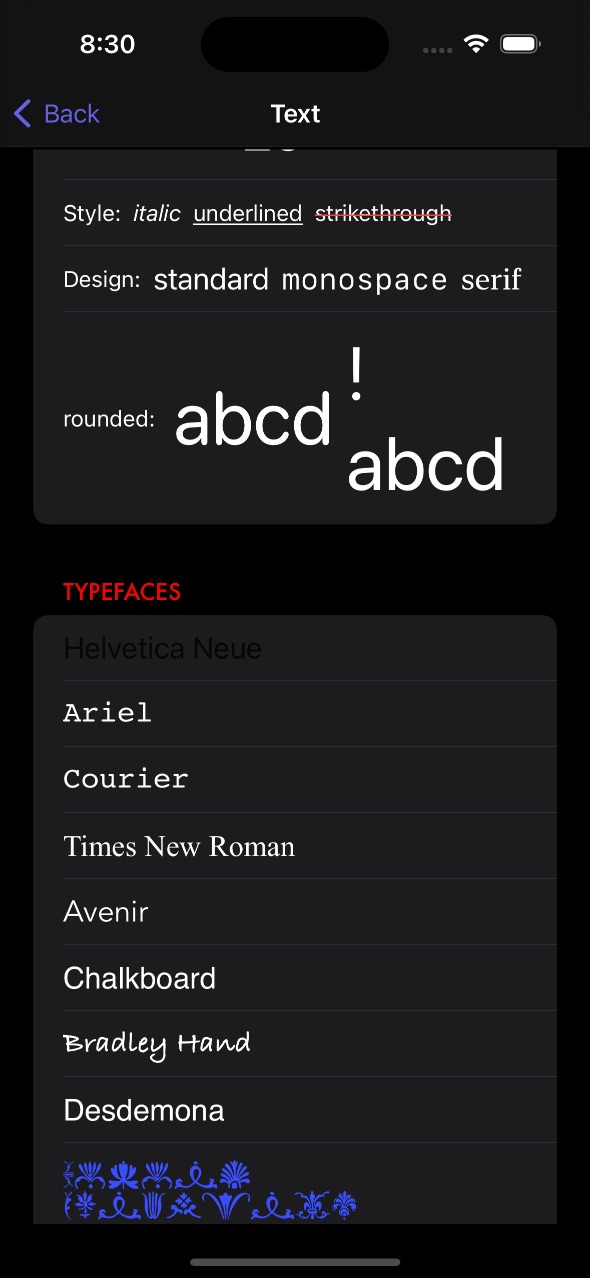 8:30
Back
Text
Style: italic underlined strikethrough
Design: standard monospace serif
rounded: abcd
!
abcd
TYPEFACES
Helvetica Neue
Ariel
Courier
Times New Roman
Avenir
Chalkboard
Bradley Hand
Desdemona